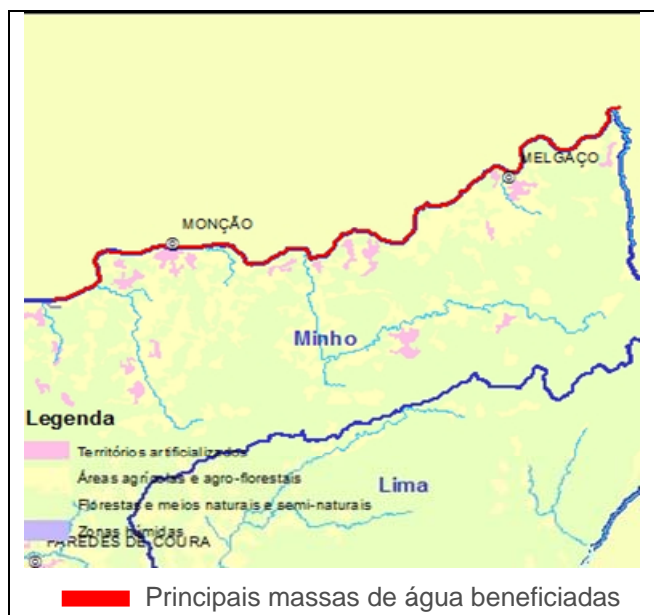 MELGAÇO
MONÇÃO
Minho
Legenda
Territórios artificializados
Áreas agrícolas e agro-florestais
Lima
Florestas e meios naturais e semi-naturais
Zonas húmidas
PAREDES DE COURA
Principais massas de água beneficiadas